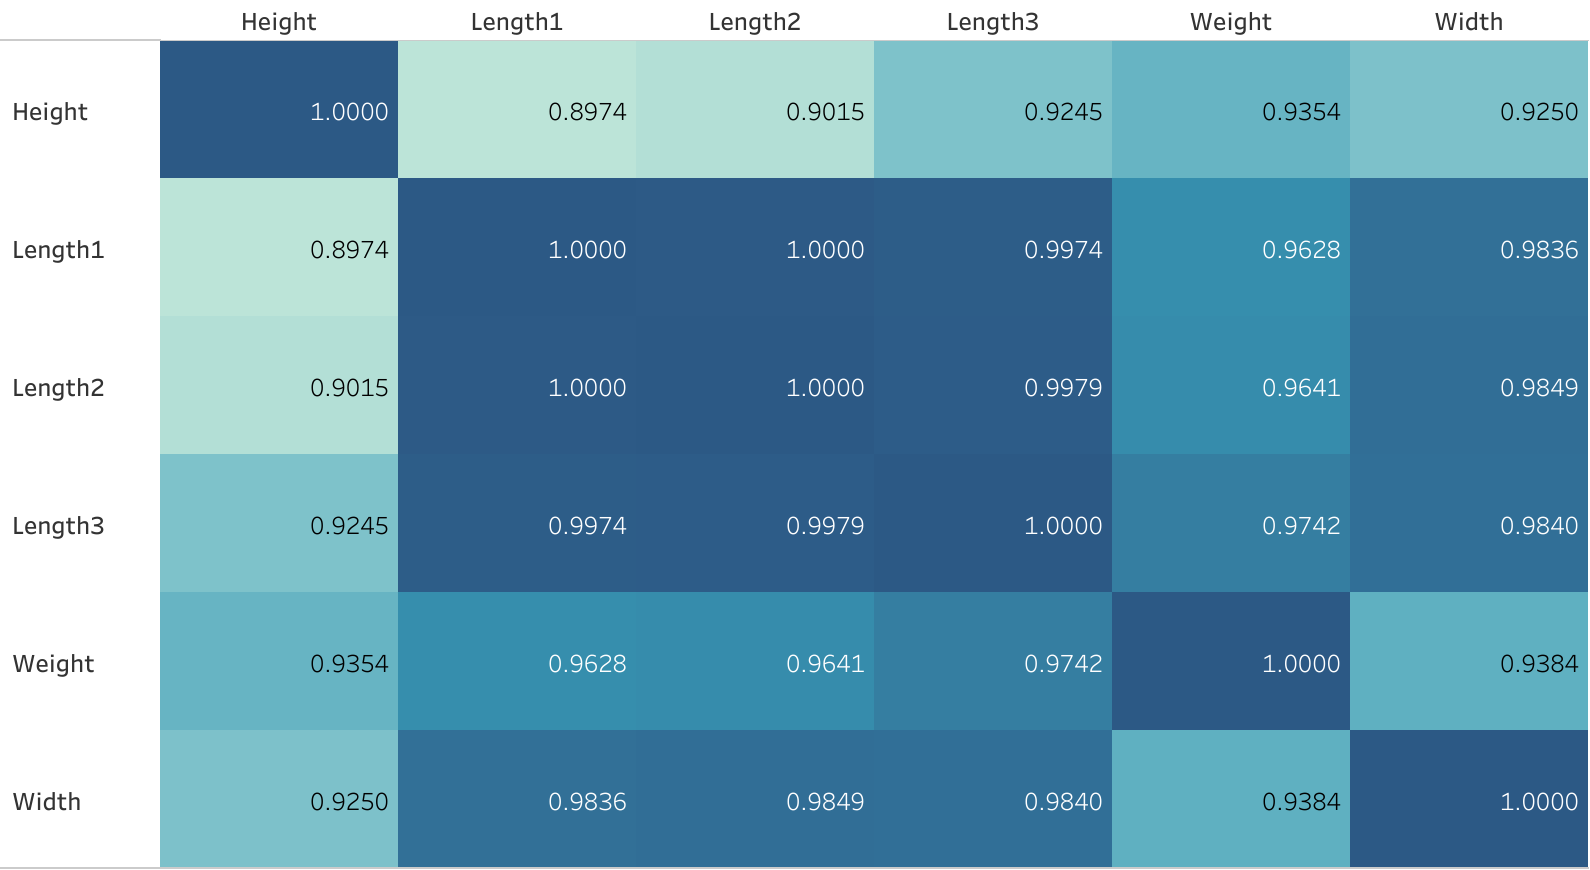 Height Length1 Length2 Length3 Weight Width
Height 1.0000 0.8974 0.9015 0.9245 0.9354 0.9250
Length1 0.8974 1.0000 1.0000 0.9974 0.9628 0.9836
Length2 0.9015 1.0000 1.0000 0.9979 0.9641 0.9849
Length3 0.9245 0.9974 0.9979 1.0000 0.9742 0.9840
Weight 0.9354 0.9628 0.9641 0.9742 1.0000 0.9384
Width 0.9250 0.9836 0.9849 0.9840 0.9384 1.0000